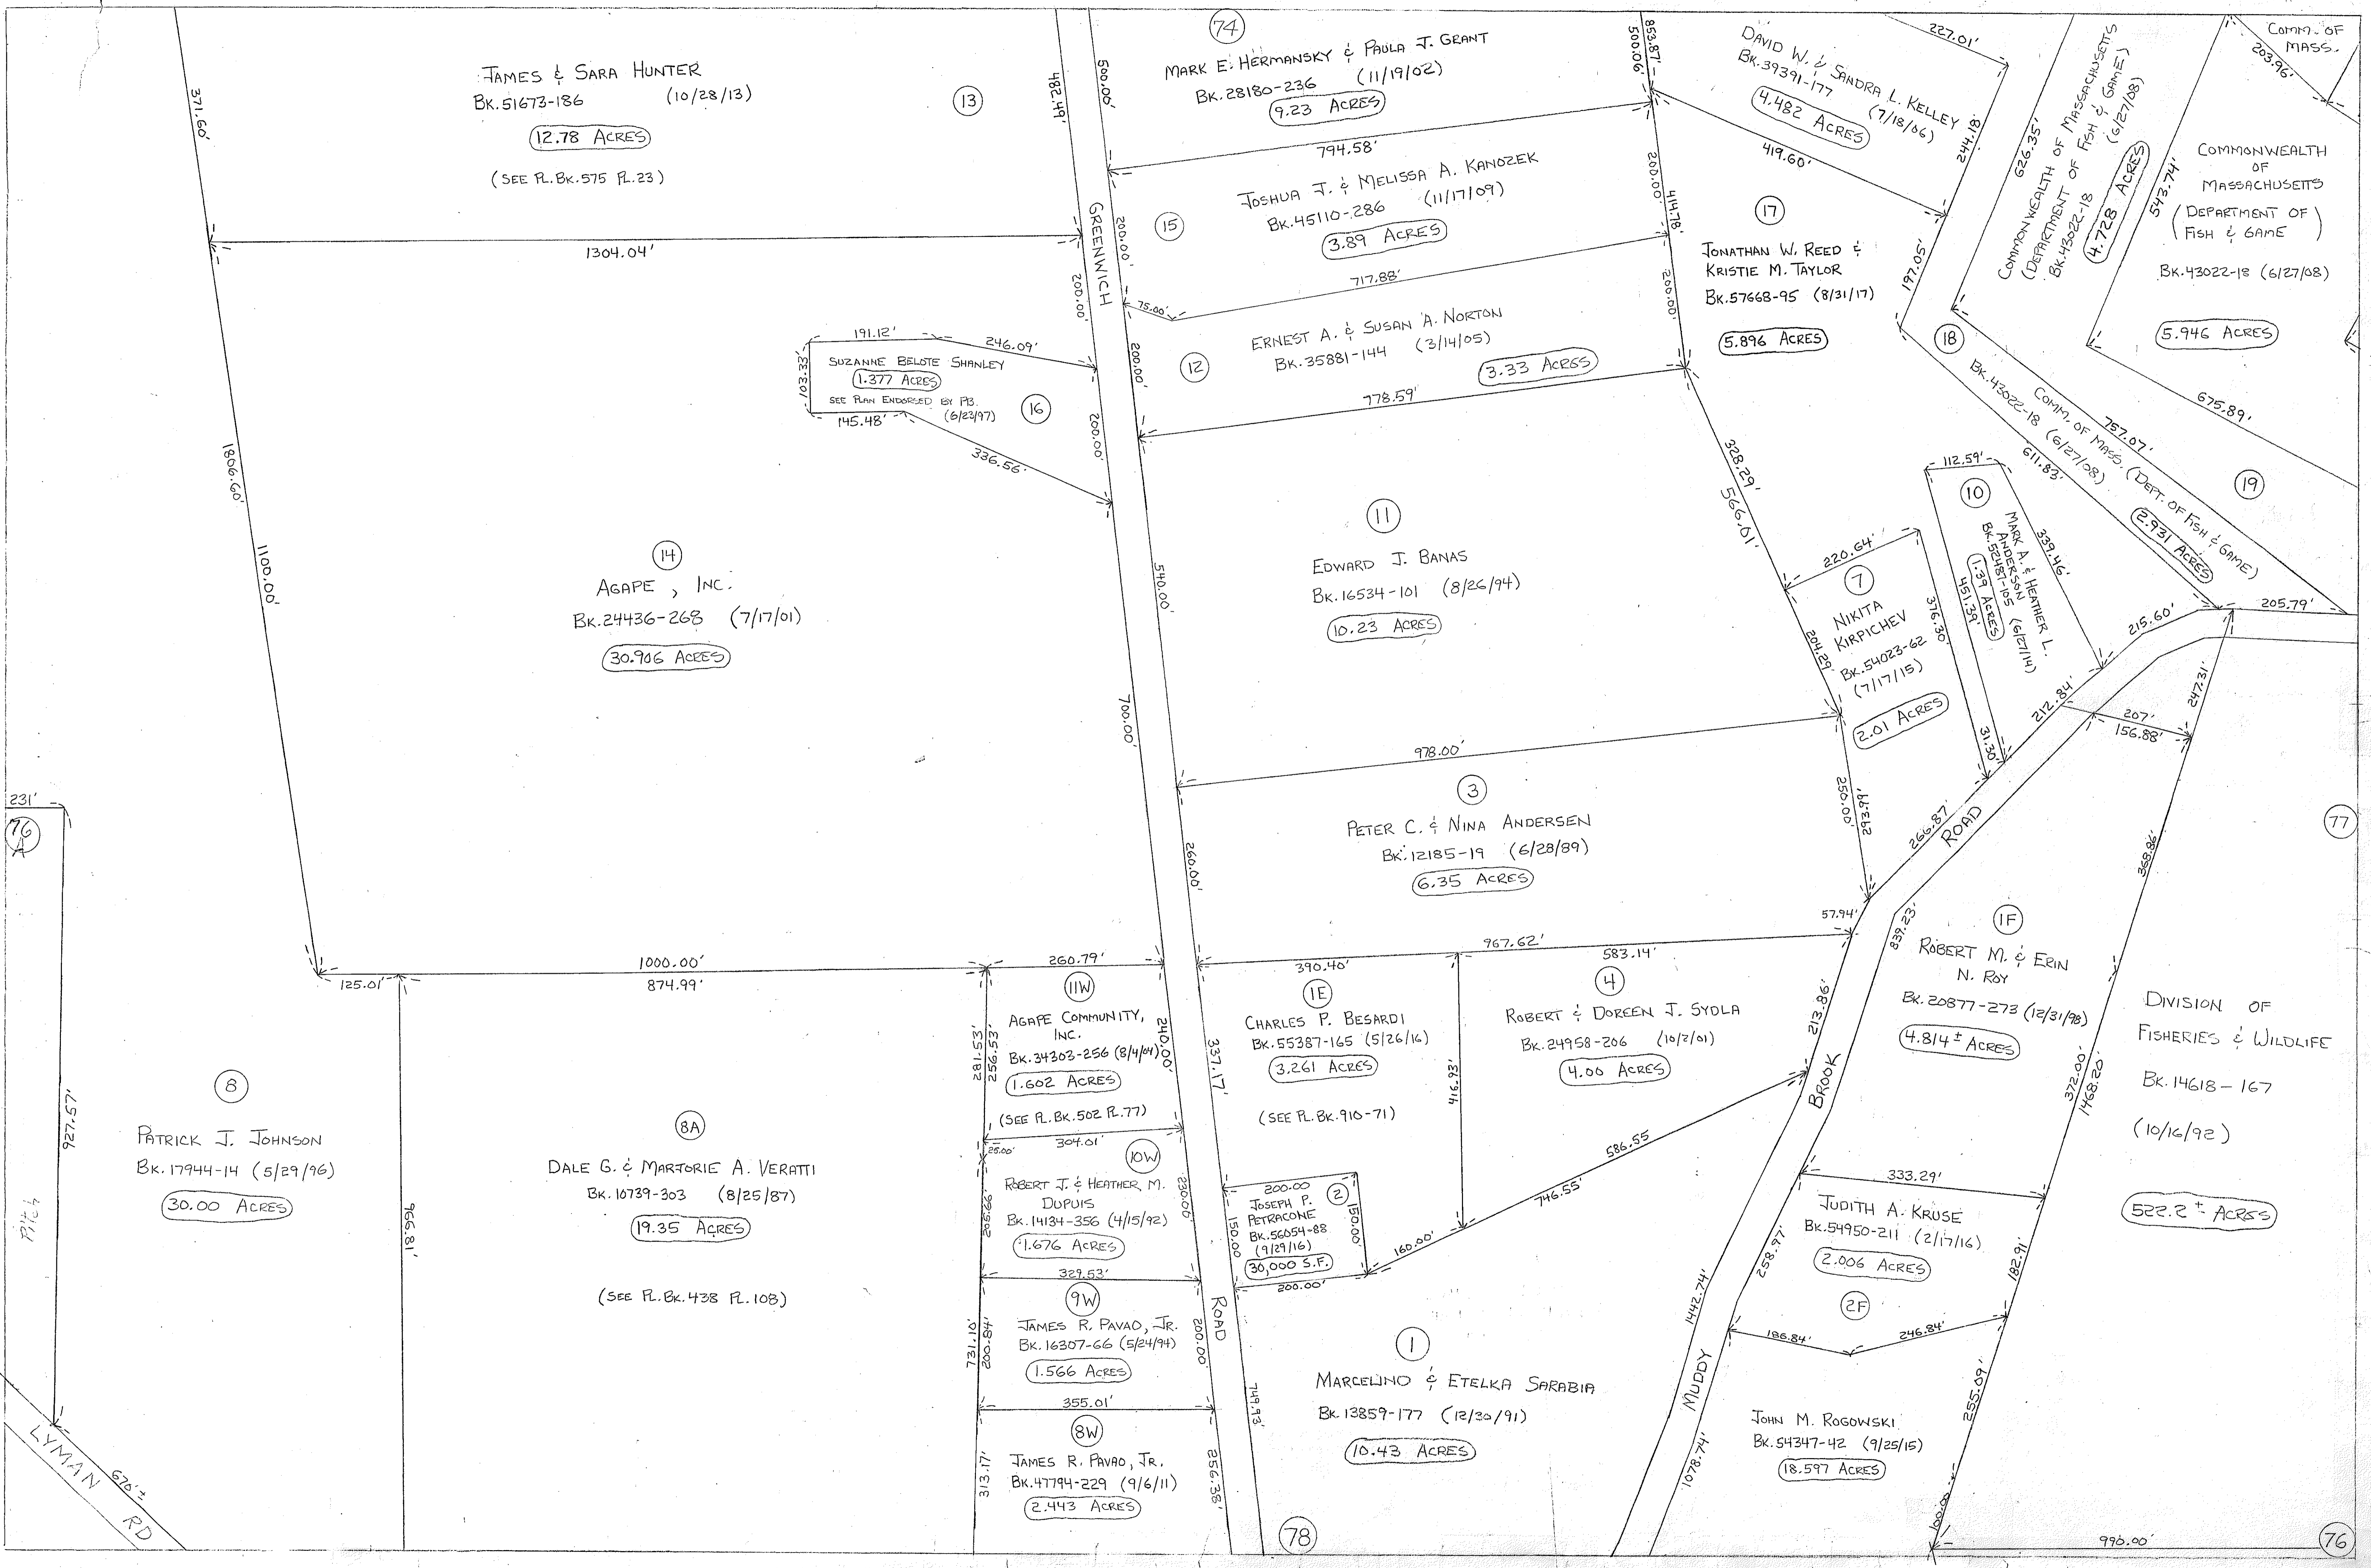 74
371.60'
JAMES & SARA HUNTER
BK.51673-186 (10/28/13)
12.78 ACRES
(SEE PL.BK.575 PL.23)
13
482.49'
500.00'
MARK E. HERMANSKY & PAULA J. GRANT
BK.28180-236 (11/19/02)
9.23 ACRES
794.58'
853.87'
500.06'
DAVID W. & SANDRA L. KELLEY
BK.39391-177 (7/18/06)
4.482 ACRES
227.01'
244.18'
419.60'
626.35'
COMMONWEALTH OF MASSACHUSETTS
(DEPARTMENT OF FISH & GAME)
BK.43022-18 (6/27/08)
4.728 ACRES
543.74'
COMM. OF
MASS.
203.96'
COMMONWEALTH
OF
MASSACHUSETTS
(DEPARTMENT OF
FISH & GAME)
BK.43022-18 (6/27/08)
5.946 ACRES
675.89'
19
15
JOSHUA J. & MELISSA A. KANOZEK
BK.45110-286 (11/17/09)
3.89 ACRES
200.00'
200.00'
414.78'
717.88'
75.00'
17
JONATHAN W. REED &
KRISTIE M. TAYLOR
BK.57668-95 (8/31/17)
5.896 ACRES
197.05'
18
BK.43022-18 (6/27/08)
COMM. OF MASS. (DEPT. OF FISH & GAME)
757.07'
611.83'
2.931 ACRES
205.79'
GREENWICH
1304.04'
200.00'
191.12'
246.09'
103.33'
SUZANNE BELOTE SHANLEY
1.377 ACRES
SEE PLAN ENDORSED BY PB.
(6/23/97)
16
145.48'
336.56'
200.00'
12
ERNEST A. & SUSAN A. NORTON
BK.35881-144 (3/14/05)
3.33 ACRES
200.00'
200.00'
778.59'
1806.60'
1100.00'
14
AGAPE, INC.
BK.24436-268 (7/17/01)
30.906 ACRES
700.00'
540.00'
11
EDWARD J. BANAS
BK.16534-101 (8/26/94)
10.23 ACRES
328.29'
566.01'
978.00'
220.64'
7
NIKITA
KIRPICHEV
BK.54023-62
(7/17/15)
2.01 ACRES
204.29'
376.30'
31.30'
112.59'
10
MARK A. & HEATHER L.
ANDERSON
BK.52487-105 (6/27/14)
1.39 ACRES
451.39'
339.46'
215.60'
212.84'
207'
156.88'
247.31'
231'
76
A
3
PETER C. & NINA ANDERSEN
BK.12185-19 (6/28/89)
6.35 ACRES
260.00'
250.00'
293.99'
266.87'
ROAD
368.86'
77
57.94'
967.62'
1000.00'
125.01'
874.99'
260.79'
390.40'
583.14'
839.23'
1F
ROBERT M. & ERIN
N. ROY
BK.20877-273 (12/31/98)
4.814± ACRES
372.00'
1468.20'
DIVISION OF
FISHERIES & WILDLIFE
BK.14618-167
(10/16/92)
522.2± ACRES
927.57'
8
PATRICK J. JOHNSON
BK.17944-14 (5/29/96)
30.00 ACRES
966.81'
8A
DALE G. & MARJORIE A. VERATTI
BK.10739-303 (8/25/87)
19.35 ACRES
(SEE PL.BK.438 PL.108)
281.53'
256.53'
11W
AGAPE COMMUNITY,
INC.
BK.34303-256 (8/4/04)
1.602 ACRES
(SEE PL.BK.502 PL.77)
240.00'
304.01'
25.00'
205.66'
10W
ROBERT J. & HEATHER M.
DUPUIS
BK.14134-356 (4/15/92)
1.676 ACRES
230.00'
329.53'
731.10'
200.84'
9W
JAMES R. PAVAO, JR.
BK.16307-66 (5/24/94)
1.566 ACRES
200.00'
355.01'
313.17'
8W
JAMES R. PAVAO, JR.
BK.47794-229 (9/6/11)
2.443 ACRES
256.38'
ROAD
337.17'
1E
CHARLES P. BESARDI
BK.55387-165 (5/26/16)
3.261 ACRES
(SEE PL.BK.910-71)
416.93'
4
ROBERT & DOREEN J. SYDLA
BK.24958-206 (10/2/01)
4.00 ACRES
213.86'
586.55
746.55'
160.00'
200.00
2
JOSEPH P.
PETRACONE
BK.56054-88
(9/29/16)
30,000 S.F.
150.00
150.00'
200.00'
749.93'
1
MARCELINO & ETELKA SARABIA
BK.13859-177 (12/30/91)
10.43 ACRES
442.74'
MUDDY
BROOK
1078.74'
258.97'
333.29'
JUDITH A. KRUSE
BK.54950-211 (2/17/16)
2.006 ACRES
2F
182.91'
186.84'
246.84'
255.09'
JOHN M. ROGOWSKI
BK.54347-42 (9/25/15)
18.597 ACRES
100.00'
990.00'
LYMAN
RD
670'±
78
76